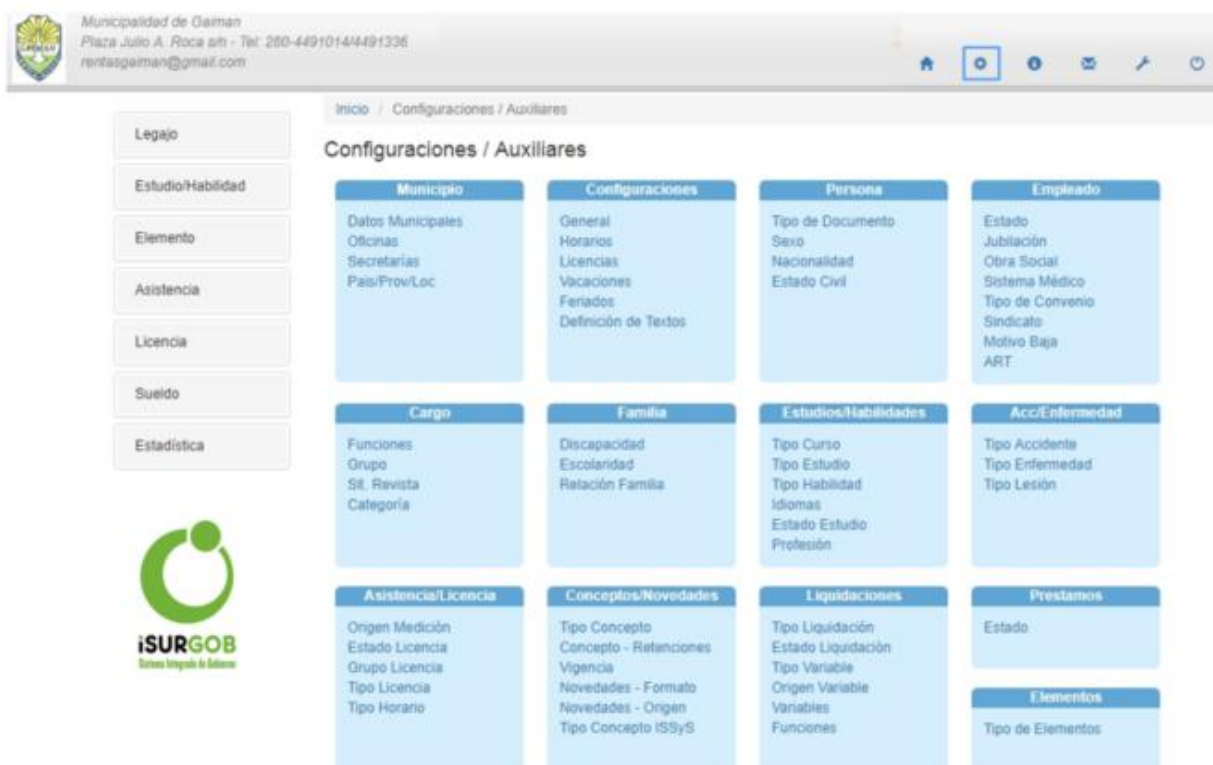 Municipalidad de Gaiman
Plaza Julio A. Roca s/n - Tel: 280-4491014/4491336
rentasgaiman@gmail.com
Inicio / Configuraciones / Auxiliares
Legajo
Estudio/Habilidad
Elemento
Asistencia
Licencia
Sueldo
Estadística
iSURGOB
Sistema Integrado de Gobierno
Configuraciones / Auxiliares
Municipio
Datos Municipales
Oficinas
Secretarías
Pais/Prov/Loc
Configuraciones
General
Horarios
Licencias
Vacaciones
Feriados
Definición de Textos
Persona
Tipo de Documento
Sexo
Nacionalidad
Estado Civil
Empleado
Estado
Jubilación
Obra Social
Sistema Médico
Tipo de Convenio
Sindicato
Motivo Baja
ART
Cargo
Funciones
Grupo
Sit. Revista
Categoría
Familia
Discapacidad
Escolaridad
Relación Familia
Estudios/Habilidades
Tipo Curso
Tipo Estudio
Tipo Habilidad
Idiomas
Estado Estudio
Profesión
Acc/Enfermedad
Tipo Accidente
Tipo Enfermedad
Tipo Lesión
Asistencia/Licencia
Origen Medición
Estado Licencia
Grupo Licencia
Tipo Licencia
Tipo Horario
Conceptos/Novedades
Tipo Concepto
Concepto - Retenciones
Vigencia
Novedades - Formato
Novedades - Origen
Tipo Concepto ISSyS
Liquidaciones
Tipo Liquidación
Estado Liquidación
Tipo Variable
Origen Variable
Variables
Funciones
Prestamos
Estado
Elementos
Tipo de Elementos